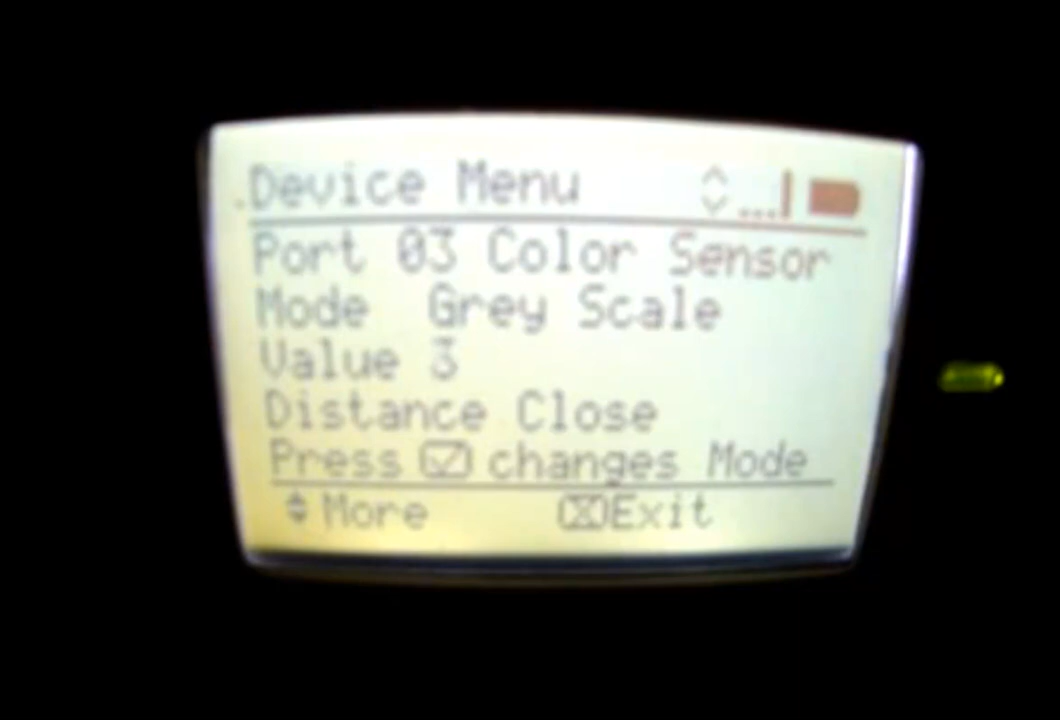 Device Menu
Port 03 Color Sensor
Mode Grey Scale
Value 3
Distance Close
Press changes Mode
More Exit